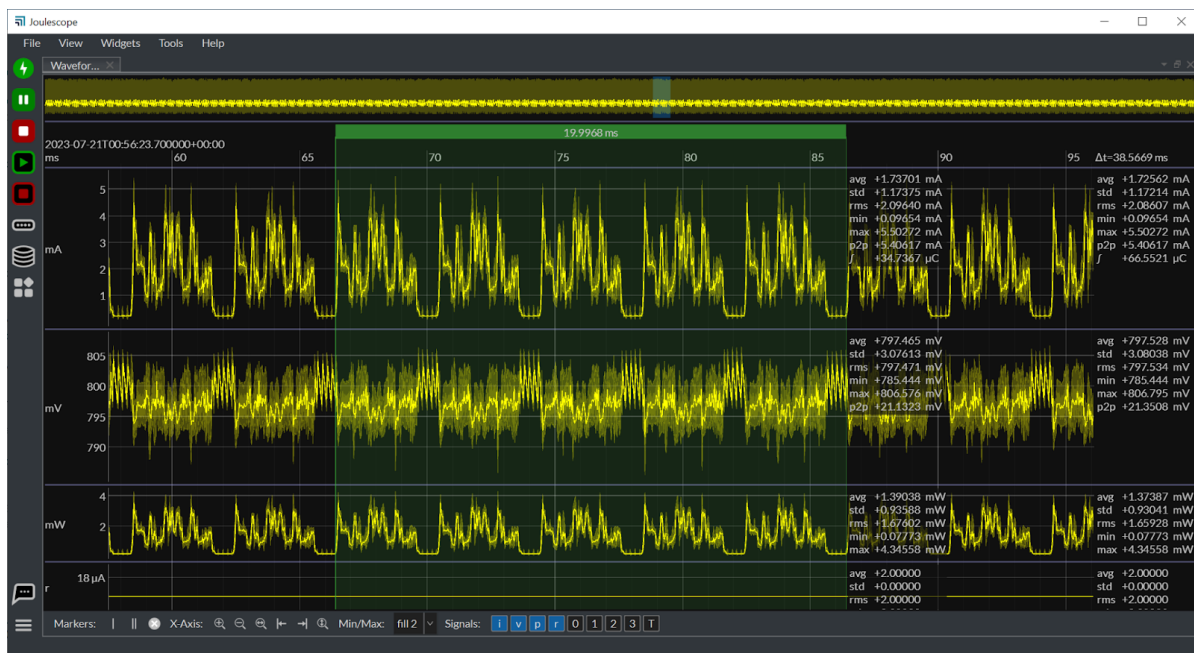 Joulescope
File View Widgets Tools Help
Wavefor...
19.9968 ms
2023-07-21T00:56:23.700000+00:00
ms 60 65 70 75 80 85 90 95 Δt=38.5669 ms
mA
5
4
3
2
1
avg +1.73701 mA
std +1.17375 mA
rms +2.09640 mA
min +0.09654 mA
max +5.50272 mA
p2p +5.40617 mA
∫ +34.7367 µC
avg +1.72562 mA
std +1.17214 mA
rms +2.08607 mA
min +0.09654 mA
max +5.50272 mA
p2p +5.40617 mA
∫ +66.5521 µC
mV
805
800
795
790
avg +797.465 mV
std +3.07613 mV
rms +797.471 mV
min +785.444 mV
max +806.576 mV
p2p +21.1323 mV
avg +797.528 mV
std +3.08038 mV
rms +797.534 mV
min +785.444 mV
max +806.795 mV
p2p +21.3508 mV
mW
4
2
avg +1.39038 mW
std +0.93588 mW
rms +1.67602 mW
min +0.07773 mW
max +4.34558 mW
avg +1.37387 mW
std +0.93041 mW
rms +1.65928 mW
min +0.07773 mW
max +4.34558 mW
r
18 µA
avg +2.00000
std +0.00000
rms +2.00000
avg +2.00000
std +0.00000
rms +2.00000
Markers: X-Axis: Min/Max: fill 2 Signals: i v p r 0 1 2 3 T